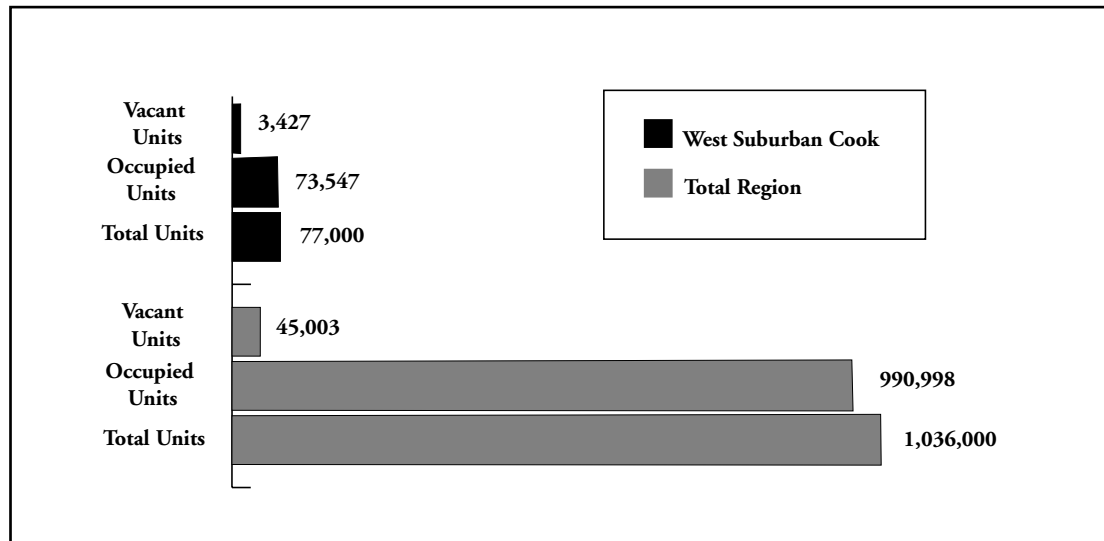 Vacant
Units
3,427
Occupied
Units
73,547
Total Units
77,000
West Suburban Cook
Total Region
Vacant
Units
45,003
Occupied
Units
990,998
Total Units
1,036,000